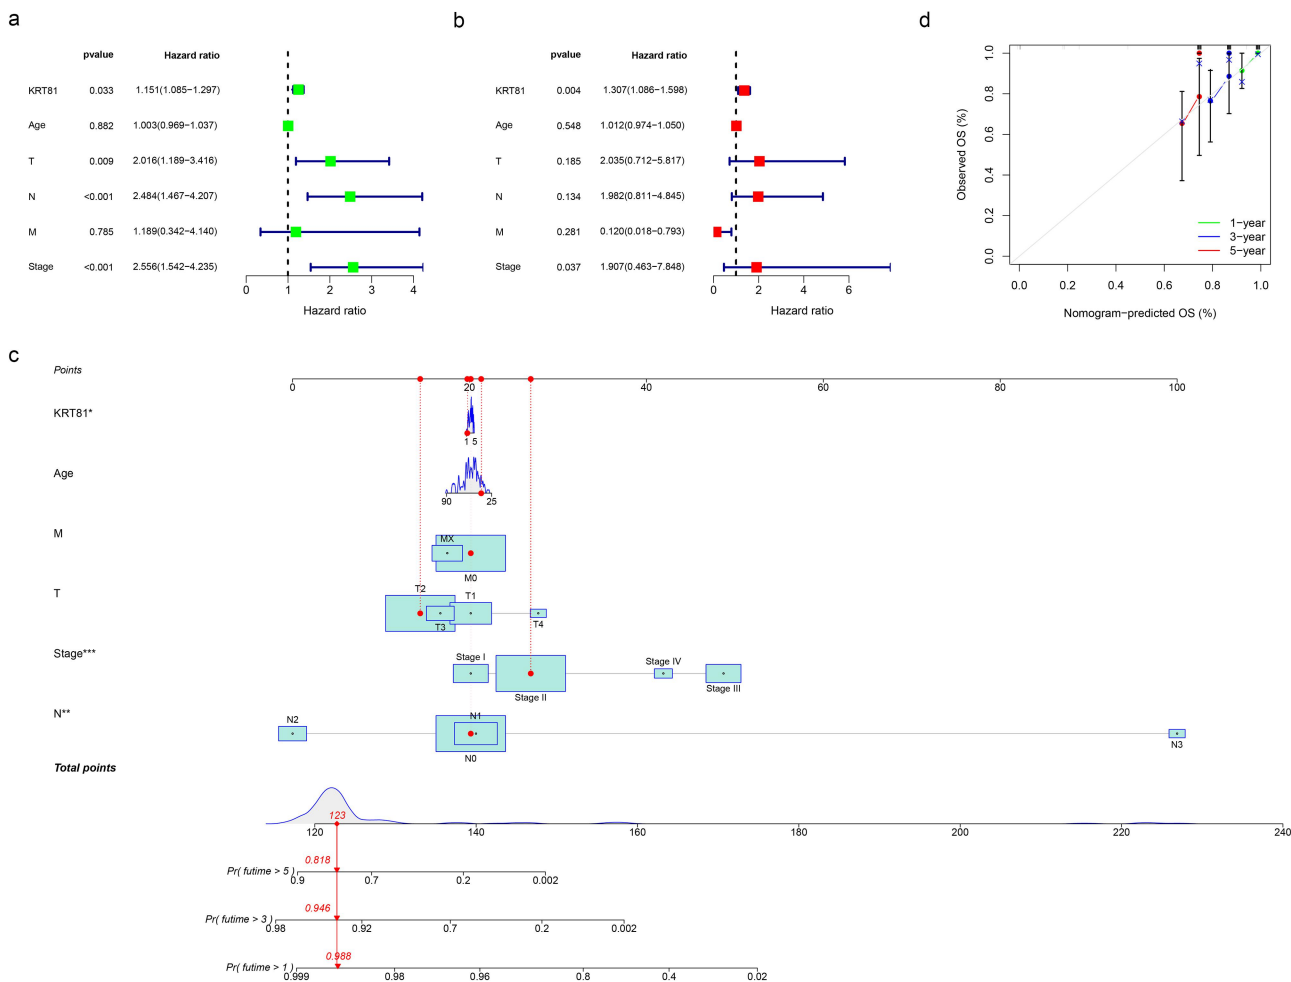 a
pvalue Hazard ratio
KRT81 0.033 1.151(1.085−1.297)
Age 0.882 1.003(0.969−1.037)
T 0.009 2.016(1.189−3.416)
N <0.001 2.484(1.467−4.207)
M 0.785 1.189(0.342−4.140)
Stage <0.001 2.556(1.542−4.235)
0 1 2 3 4
Hazard ratio
b
pvalue Hazard ratio
KRT81 0.004 1.307(1.086−1.598)
Age 0.548 1.012(0.974−1.050)
T 0.185 2.035(0.712−5.817)
N 0.134 1.982(0.811−4.845)
M 0.281 0.120(0.018−0.793)
Stage 0.037 1.907(0.463−7.848)
0 2 4 6
Hazard ratio
d
Observed OS (%)
1.0
0.8
0.6
0.4
0.2
0.0
1−year
3−year
5−year
0.0 0.2 0.4 0.6 0.8 1.0
Nomogram−predicted OS (%)
c
Points
0 20 40 60 80 100
KRT81*
1 5
Age
90 25
M
MX
M0
T
T2
T1
T3
T4
Stage***
Stage I
Stage IV
Stage II
Stage III
N**
N2
N1
N0
N3
Total points
123
120 140 160 180 200 220 240
0.818
Pr( futime > 5 )
0.9 0.7 0.2 0.002
0.946
Pr( futime > 3 )
0.98 0.92 0.7 0.2 0.002
0.988
Pr( futime > 1 )
0.999 0.98 0.96 0.8 0.4 0.02